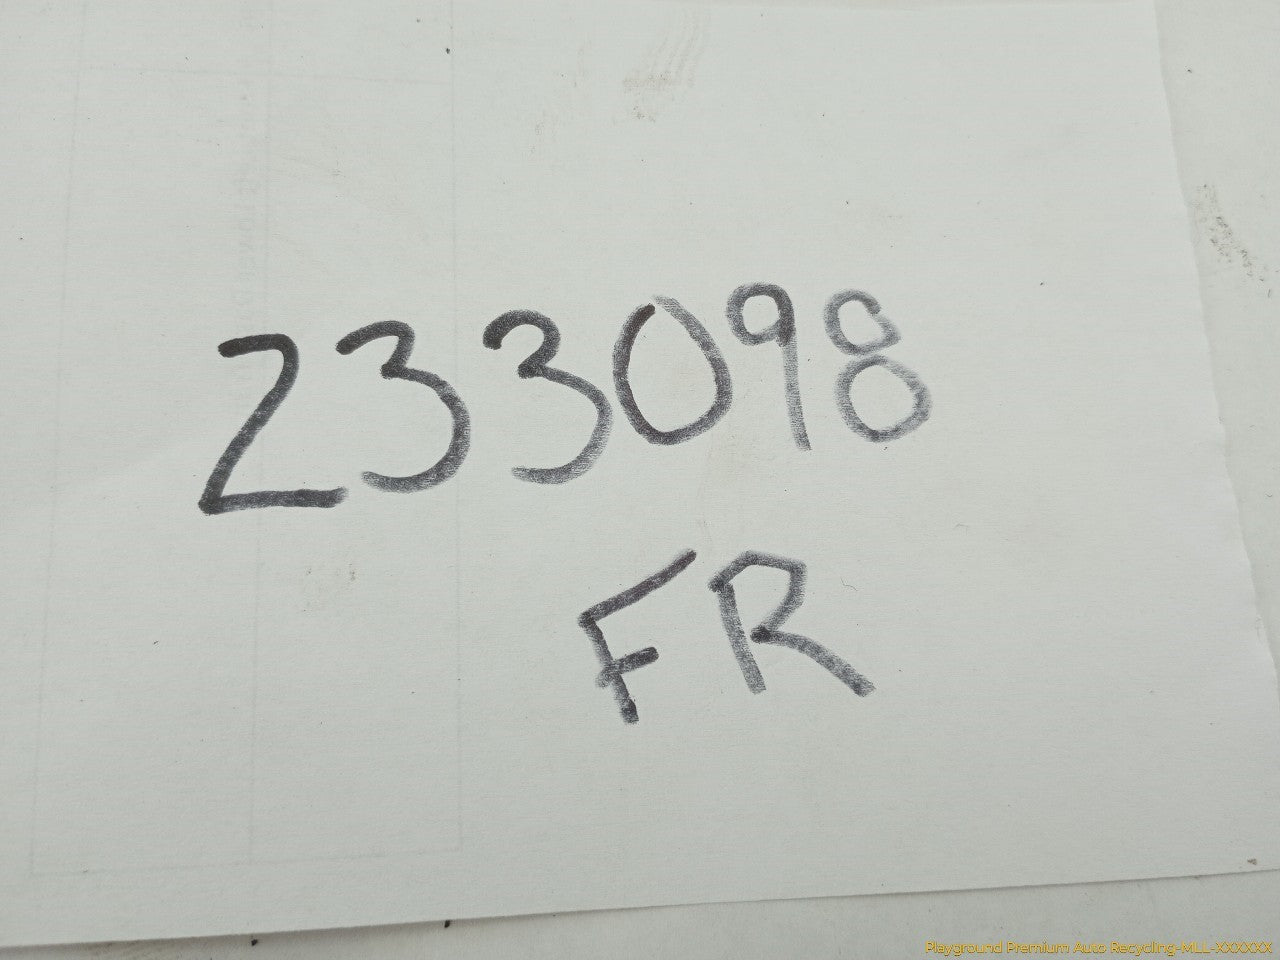 233098
FR
Playground Premium Auto Recycling-MLL-XXXXXX